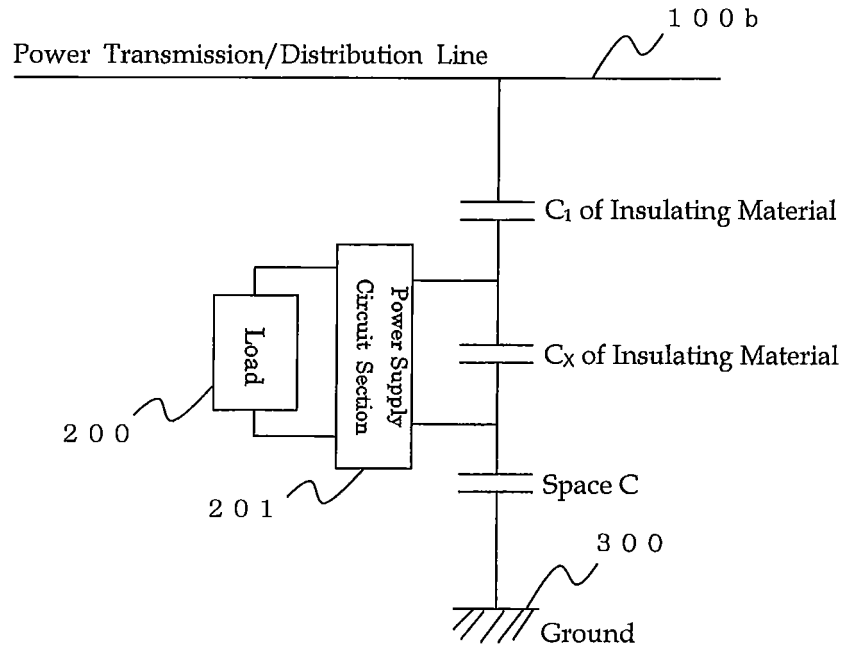 100b
Power Transmission/Distribution Line
C1 of Insulating Material
Power Supply
Circuit Section
Load
CX of Insulating Material
200
201
Space C
300
Ground